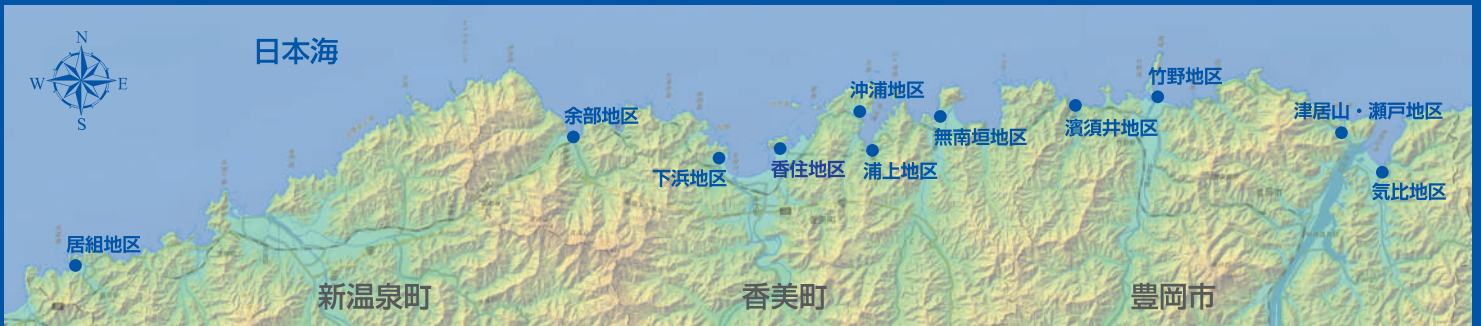 N
日本海
W
E
S
竹野地区
沖浦地区
津居山・瀬戸地区
余部地区
濱須井地区
無南垣地区
香住地区
浦上地区
下浜地区
気比地区
居組地区
新温泉町
香美町
豊岡市